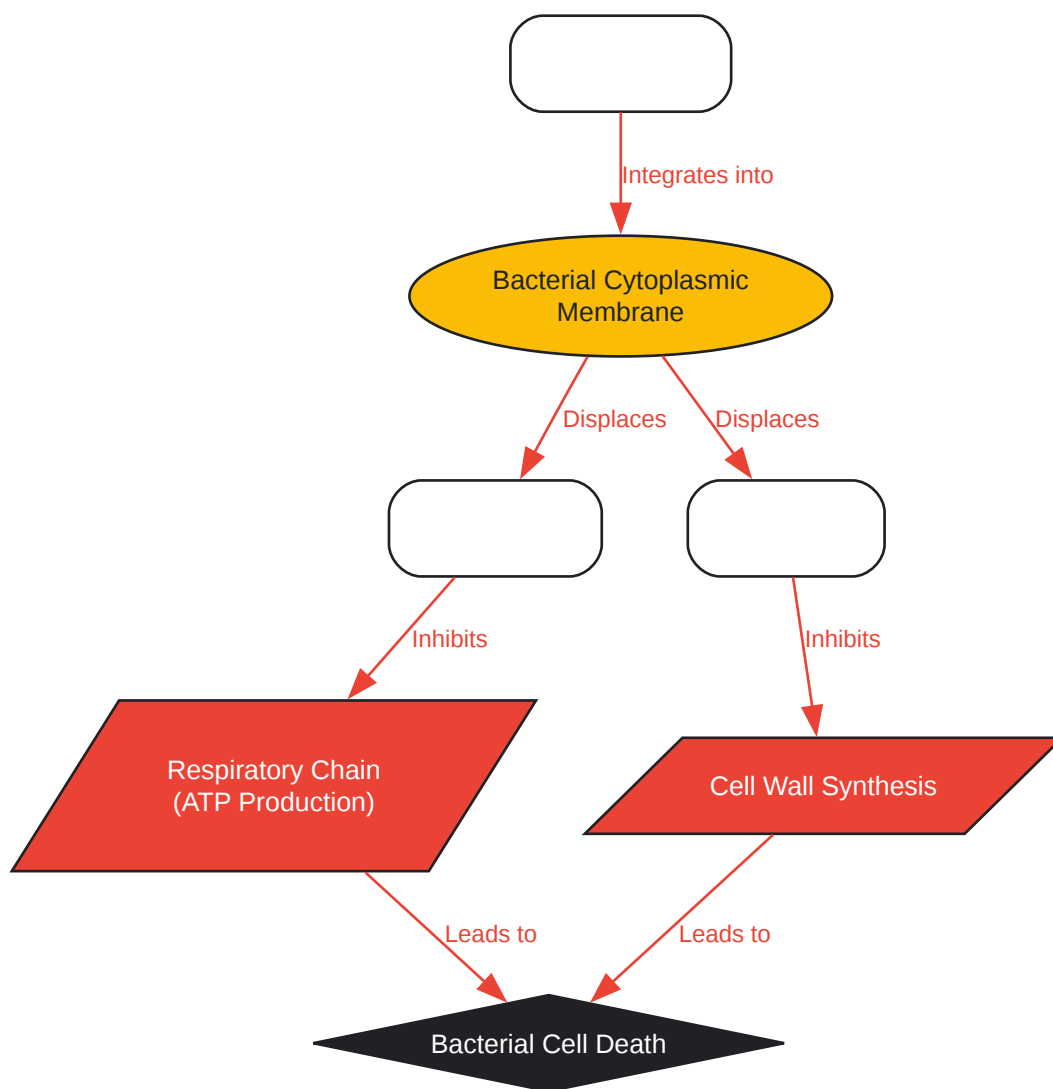 Integrates into
Bacterial Cytoplasmic
Membrane
Displaces
Displaces
Inhibits
Inhibits
Respiratory Chain
(ATP Production)
Cell Wall Synthesis
Leads to
Leads to
Bacterial Cell Death